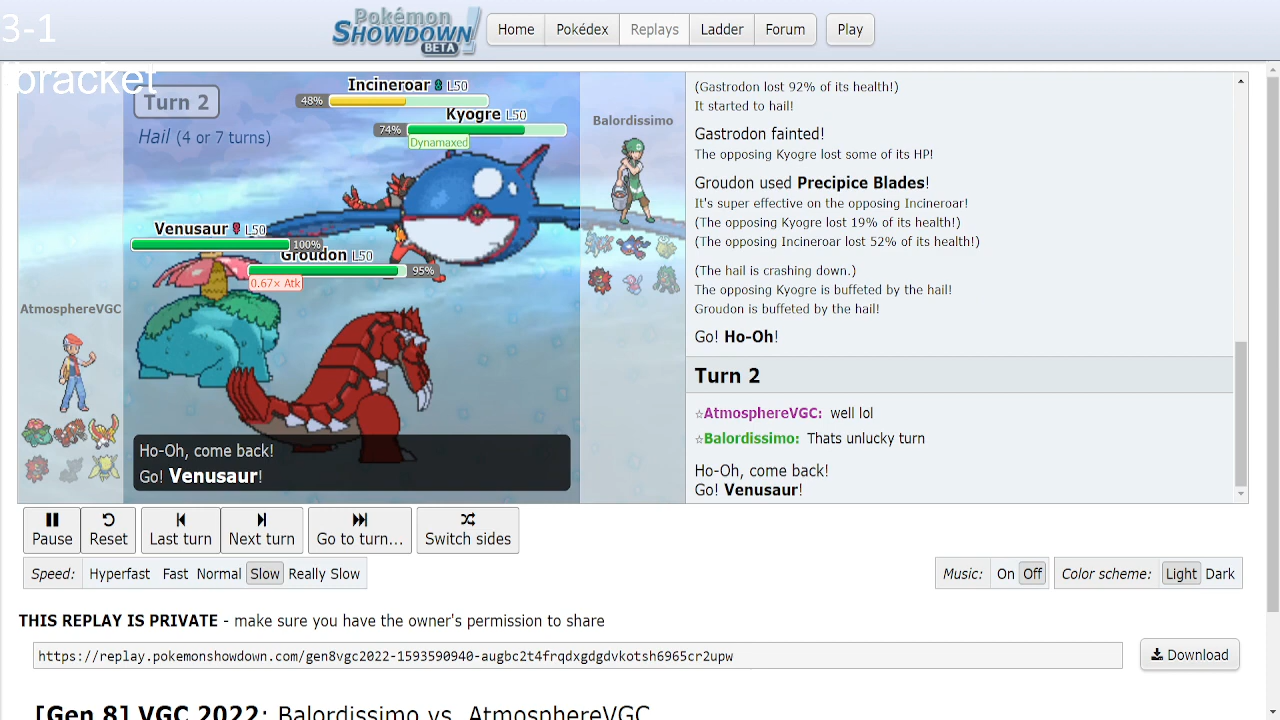 3-1
bracket
Pokémon
SHOWDOWN!
BETA
Home Pokédex Replays Ladder Forum Play
Turn 2
Hail (4 or 7 turns)
Incineroar L50
48%
Kyogre L50
74%
Dynamaxed
Venusaur L50
100%
Groudon L50
95%
0.67× Atk
AtmosphereVGC
Balordissimo
Ho-Oh, come back!
Go! Venusaur!
(Gastrodon lost 92% of its health!)
It started to hail!
Gastrodon fainted!
The opposing Kyogre lost some of its HP!
Groudon used Precipice Blades!
It's super effective on the opposing Incineroar!
(The opposing Kyogre lost 19% of its health!)
(The opposing Incineroar lost 52% of its health!)
(The hail is crashing down.)
The opposing Kyogre is buffeted by the hail!
Groudon is buffeted by the hail!
Go! Ho-Oh!
Turn 2
☆AtmosphereVGC: well lol
☆Balordissimo: Thats unlucky turn
Ho-Oh, come back!
Go! Venusaur!
Pause Reset Last turn Next turn Go to turn... Switch sides
Speed: Hyperfast Fast Normal Slow Really Slow
Music: On Off
Color scheme: Light Dark
THIS REPLAY IS PRIVATE - make sure you have the owner's permission to share
https://replay.pokemonshowdown.com/gen8vgc2022-1593590940-augbc2t4frqdxgdgdvkotsh6965cr2upw
Download
[Gen 8] VGC 2022: Balordissimo vs. AtmosphereVGC